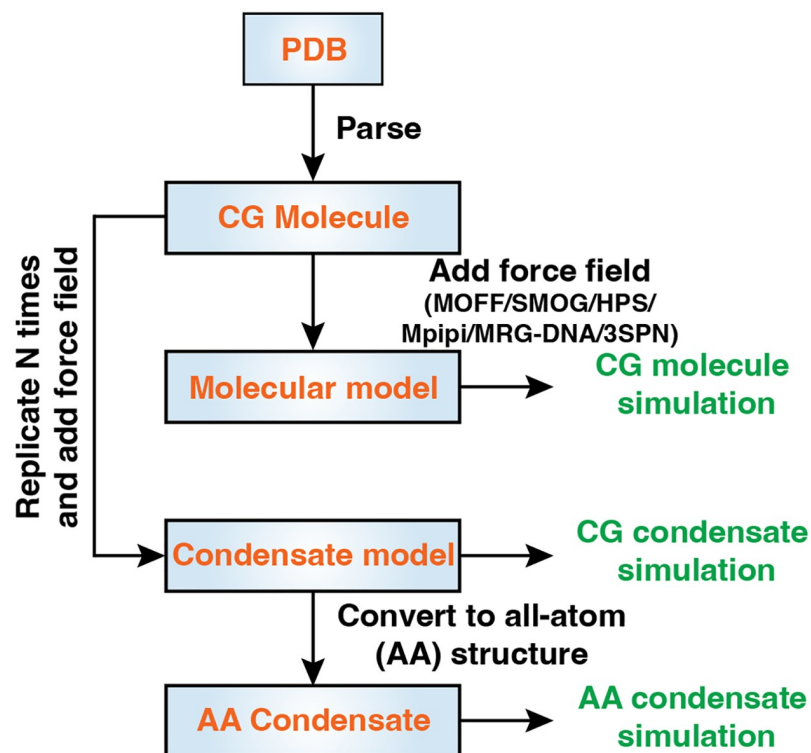 PDB
Parse
CG Molecule
Replicate N times
and add force field
Add force field
(MOFF/SMOG/HPS/
Mpipi/MRG-DNA/3SPN)
Molecular model
CG molecule
simulation
Condensate model
CG condensate
simulation
Convert to all-atom
(AA) structure
AA Condensate
AA condensate
simulation